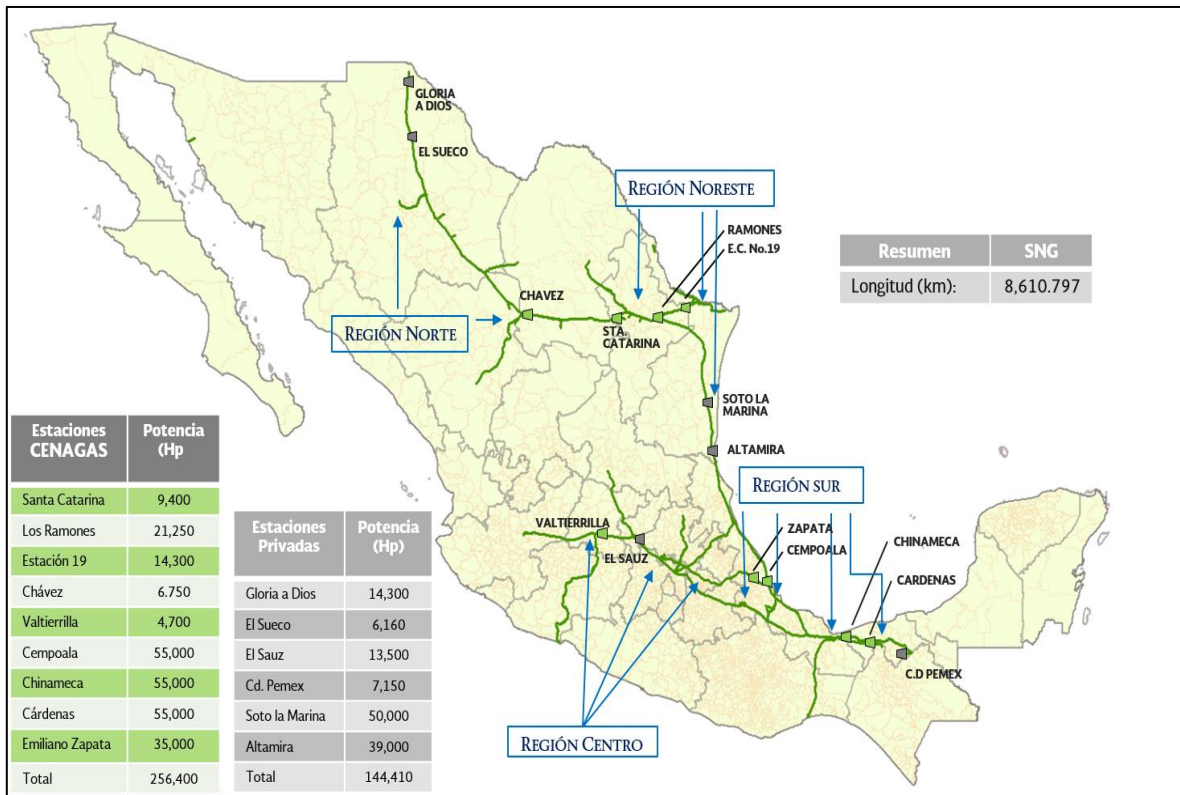 GLORIA
A DIOS
EL SUECO
REGIÓN NORESTE
RAMONES
E.C. No.19
Resumen SNG
Longitud (km): 8,610.797
CHAVEZ
REGIÓN NORTE
STA.
CATARINA
SOTO LA
MARINA
ALTAMIRA
REGIÓN SUR
VALTIERRILLA
EL SAUZ
ZAPATA
CEMPOALA
CHINAMECA
CARDENAS
C.D PEMEX
REGIÓN CENTRO
Estaciones Potencia
CENAGAS (Hp
Santa Catarina 9,400
Los Ramones 21,250
Estación 19 14,300
Chávez 6.750
Valtierrilla 4,700
Cempoala 55,000
Chinameca 55,000
Cárdenas 55,000
Emiliano Zapata 35,000
Total 256,400
Estaciones Potencia
Privadas (Hp)
Gloria a Dios 14,300
El Sueco 6,160
El Sauz 13,500
Cd. Pemex 7,150
Soto la Marina 50,000
Altamira 39,000
Total 144,410